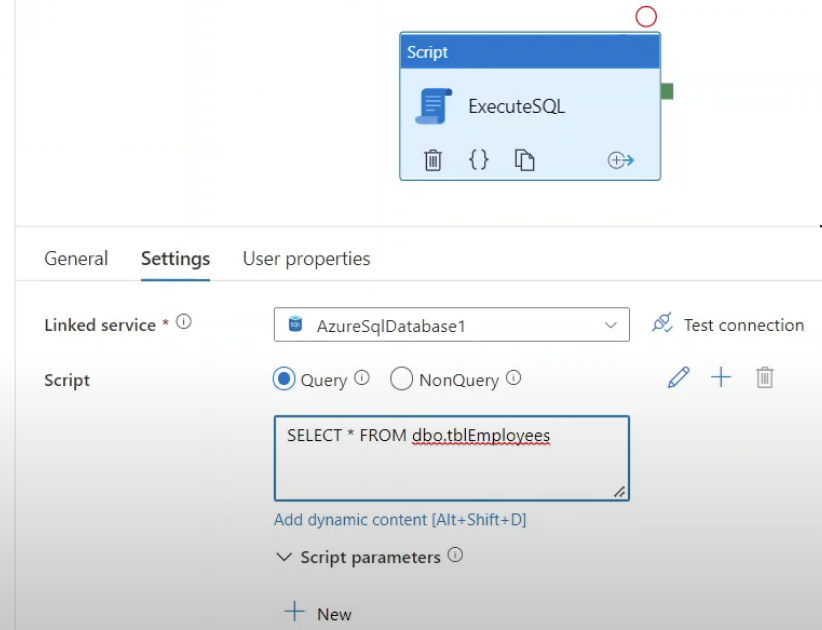 Script
ExecuteSQL
General Settings User properties
Linked service * AzureSqlDatabase1 Test connection
Script Query NonQuery
SELECT * FROM dbo.tblEmployees
Add dynamic content [Alt+Shift+D]
Script parameters
New